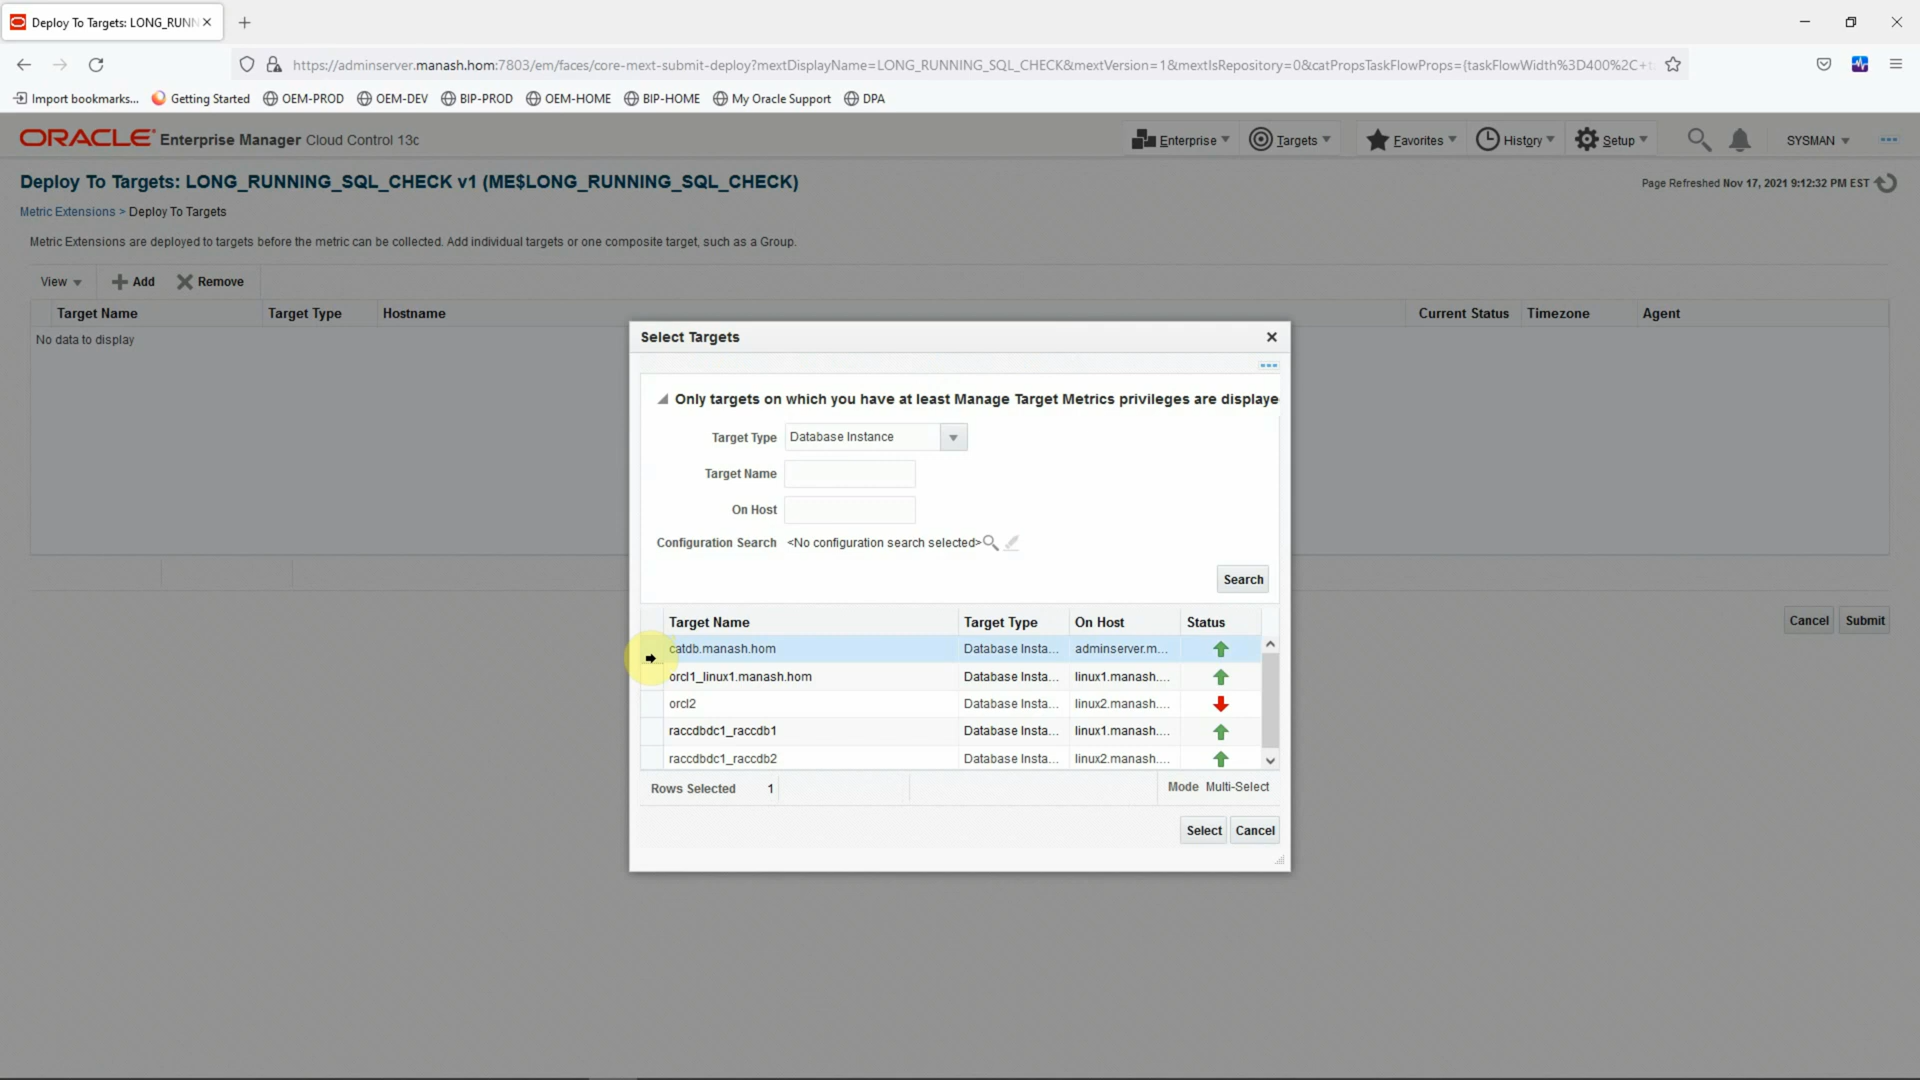 Deploy To Targets: LONG_RUNN
Import bookmarks... Getting Started OEM-PROD OEM-DEV BIP-PROD OEM-HOME BIP-HOME My Oracle Support DPA
https://adminserver.manash.hom:7803/em/faces/core-mext-submit-deploy?mextDisplayName=LONG_RUNNING_SQL_CHECK&mextVersion=1&mextIsRepository=0&catPropsTaskFlowProps={taskFlowWidth%3D400%2C+
ORACLE Enterprise Manager Cloud Control 13c Enterprise Targets Favorites History Setup SYSMAN
Deploy To Targets: LONG_RUNNING_SQL_CHECK v1 (ME$LONG_RUNNING_SQL_CHECK)
Page Refreshed Nov 17, 2021 9:12:32 PM EST
Metric Extensions > Deploy To Targets
Metric Extensions are deployed to targets before the metric can be collected. Add individual targets or one composite target, such as a Group.
View Add Remove
Target Name Target Type Hostname Current Status Timezone Agent
No data to display
Select Targets
Only targets on which you have at least Manage Target Metrics privileges are displaye
Target Type Database Instance
Target Name
On Host
Configuration Search <No configuration search selected>
Search
Target Name Target Type On Host Status
catdb.manash.hom Database Insta... adminserver.m...
orcl1_linux1.manash.hom Database Insta... linux1.manash....
orcl2 Database Insta... linux2.manash....
raccdbdc1_raccdb1 Database Insta... linux1.manash....
raccdbdc1_raccdb2 Database Insta... linux2.manash....
Rows Selected 1 Mode Multi-Select
Select Cancel
Cancel Submit